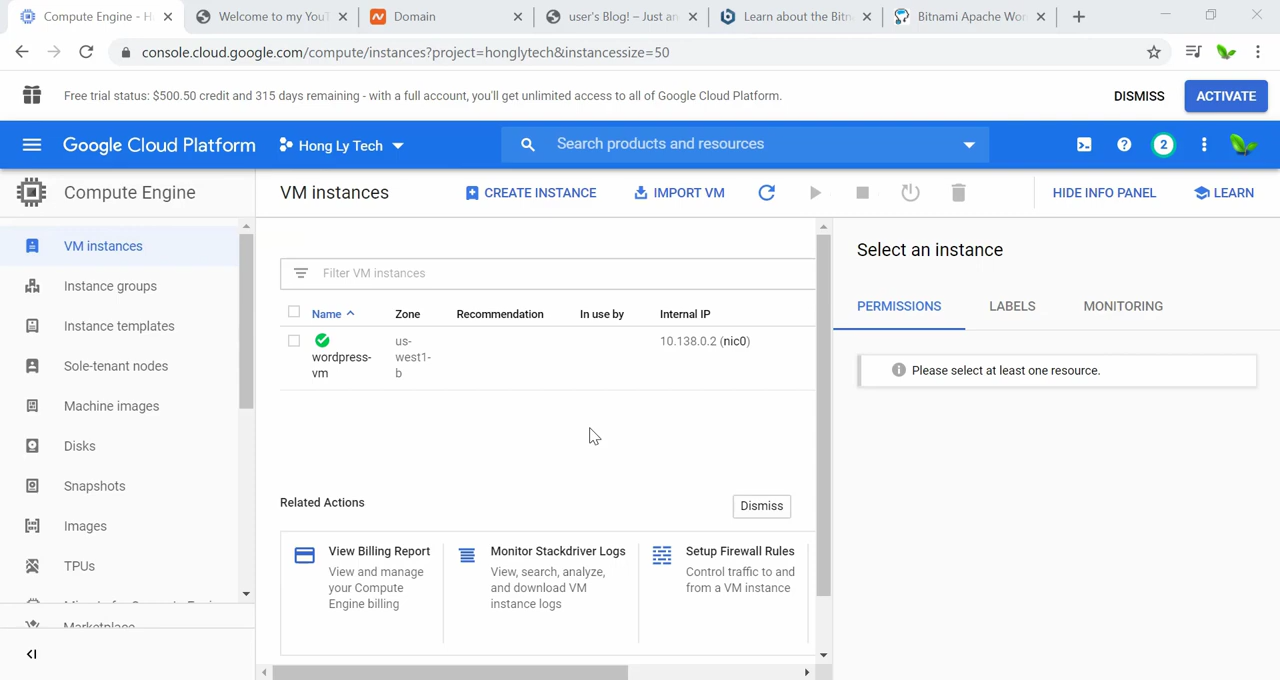 Compute Engine - H
Welcome to my You
Domain
user's Blog! – Just an
Learn about the Bitn
Bitnami Apache Wor
console.cloud.google.com/compute/instances?project=honglytech&instancessize=50
Free trial status: $500.50 credit and 315 days remaining - with a full account, you'll get unlimited access to all of Google Cloud Platform.
DISMISS
ACTIVATE
Google Cloud Platform
Hong Ly Tech
Search products and resources
2
Compute Engine
VM instances
CREATE INSTANCE
IMPORT VM
HIDE INFO PANEL
LEARN
VM instances
Instance groups
Instance templates
Sole-tenant nodes
Machine images
Disks
Snapshots
Images
TPUs
Marketplace
Filter VM instances
Name
Zone
Recommendation
In use by
Internal IP
wordpress-
vm
us-
west1-
b
10.138.0.2 (nic0)
Related Actions
Dismiss
View Billing Report
View and manage
your Compute
Engine billing
Monitor Stackdriver Logs
View, search, analyze,
and download VM
instance logs
Setup Firewall Rules
Control traffic to and
from a VM instance
Select an instance
PERMISSIONS
LABELS
MONITORING
Please select at least one resource.